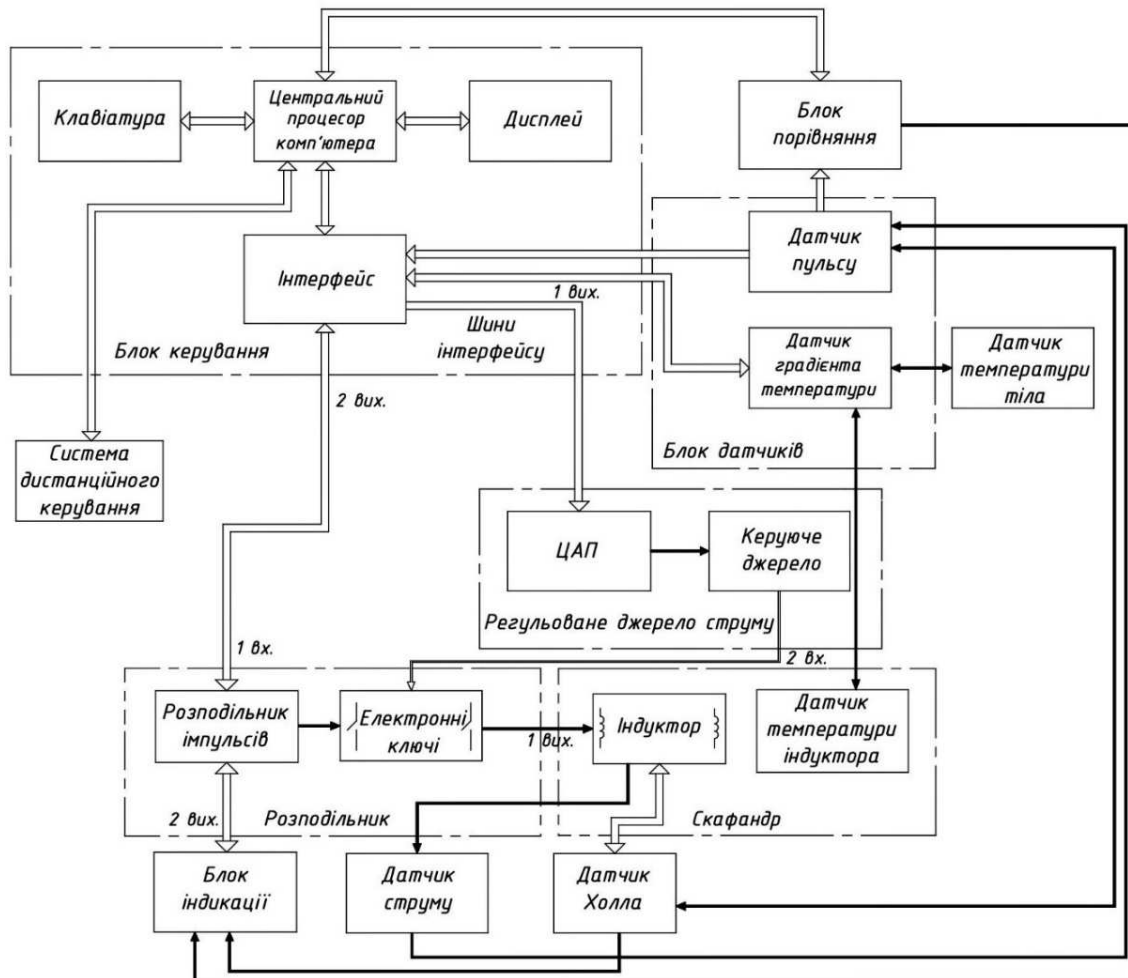 Клавіатура
Центральний
процесор
комп'ютера
Дисплей
Блок
порівняння
Інтерфейс
Датчик
пульсу
1 вих.
Шини
інтерфейсу
Блок керування
2 вих.
Датчик
градієнта
температури
Датчик
температури
тіла
Блок датчиків
Система
дистанційного
керування
ЦАП
Керуюче
джерело
Регульоване джерело струму
1 вх.
2 вх.
Розподільник
імпульсів
Електронні
ключі
1 вих.
Індуктор
Датчик
температури
індуктора
2 вих.
Розподільник
Скафандр
Блок
індикації
Датчик
струму
Датчик
Холла